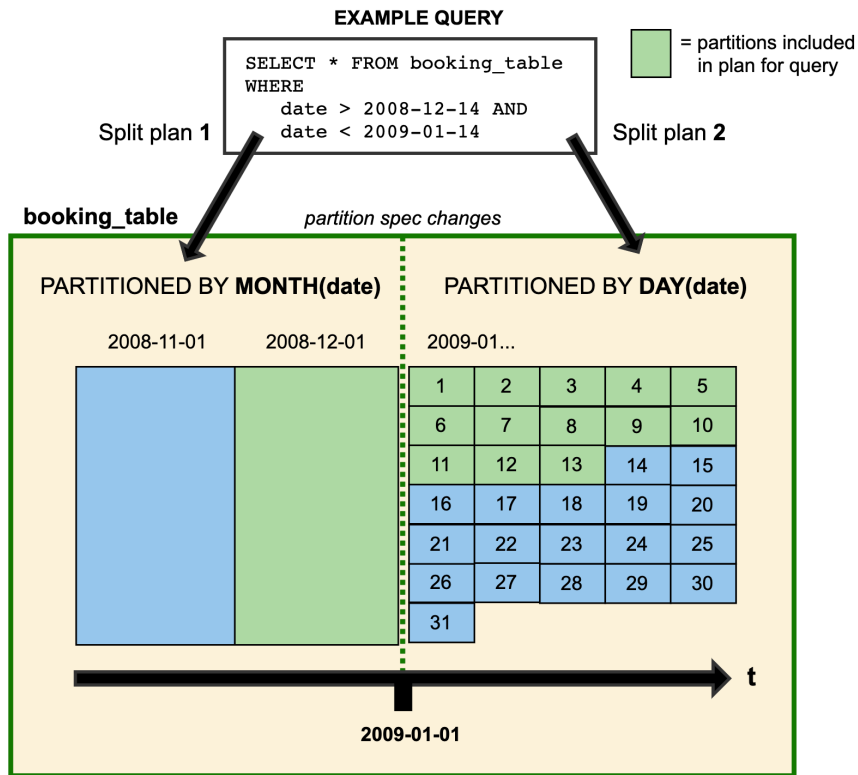 EXAMPLE QUERY
SELECT * FROM booking_table
WHERE
date > 2008-12-14 AND
date < 2009-01-14
= partitions included
in plan for query
Split plan 1
Split plan 2
booking_table
partition spec changes
PARTITIONED BY MONTH(date)
PARTITIONED BY DAY(date)
2008-11-01
2008-12-01
2009-01...
1 2 3 4 5
6 7 8 9 10
11 12 13 14 15
16 17 18 19 20
21 22 23 24 25
26 27 28 29 30
31
t
2009-01-01